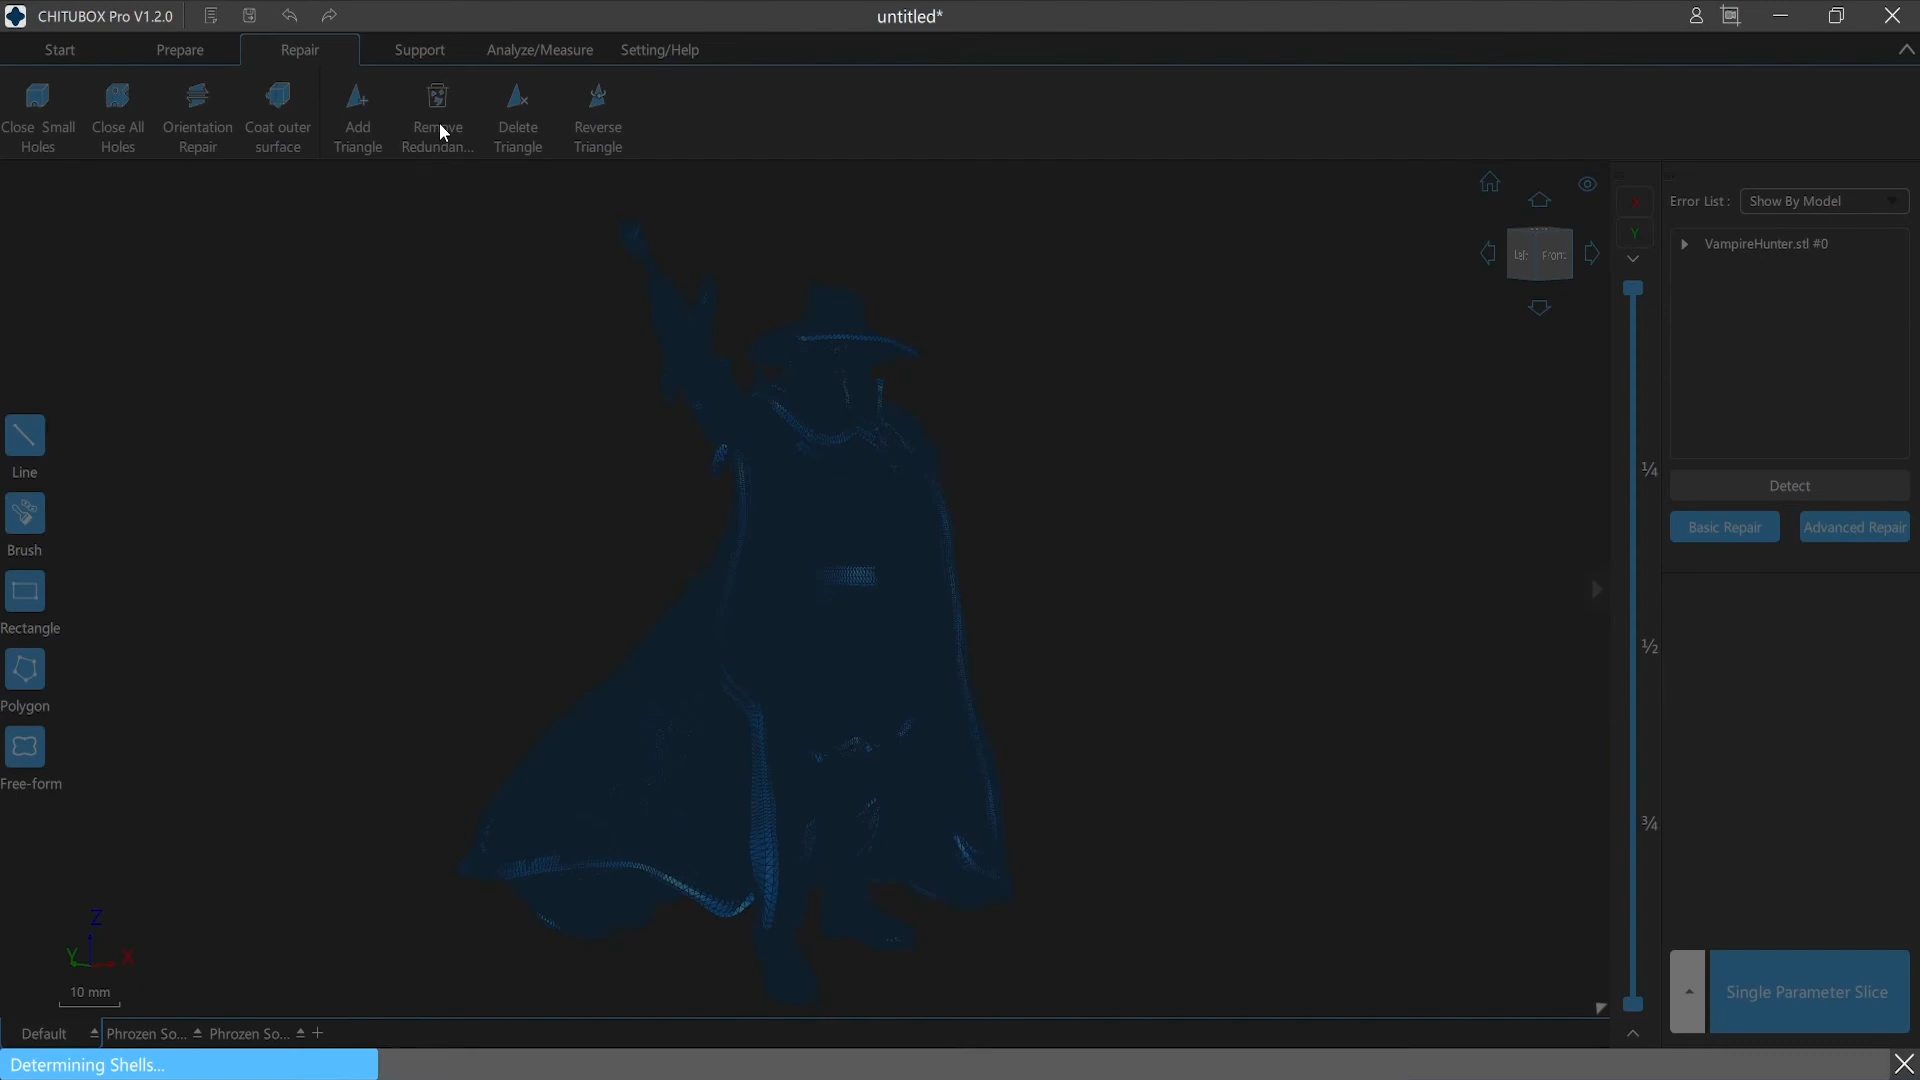 CHITUBOX Pro V1.2.0
untitled*
Start
Prepare
Repair
Support
Analyze/Measure
Setting/Help
Close Small
Holes
Close All
Holes
Orientation
Repair
Coat outer
surface
Add
Triangle
Remove
Redundan...
Delete
Triangle
Reverse
Triangle
X
Y
Left
Front
Error List :
Show By Model
VampireHunter.stl #0
Detect
Basic Repair
Advanced Repair
¼
½
¾
Line
Brush
Rectangle
Polygon
Free-form
Z
Y
X
10 mm
Single Parameter Slice
Default
Phrozen So...
Phrozen So...
Determining Shells...